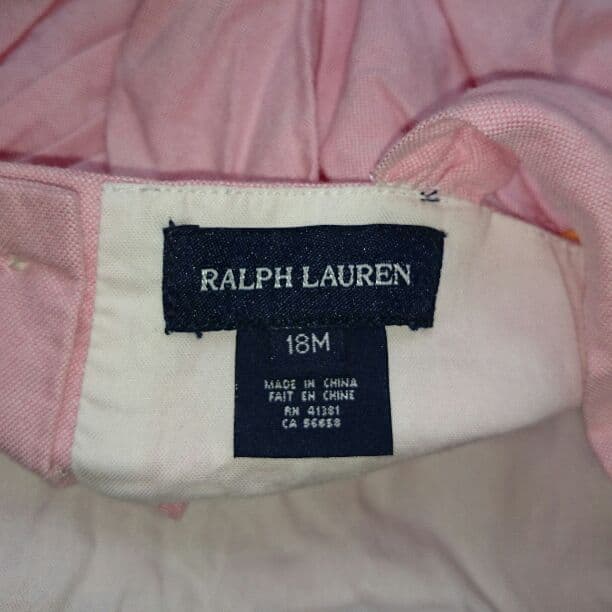 RALPH LAUREN
18M
MADE IN CHINA
FAIT EN CHINE
RN 41381
CA 56658